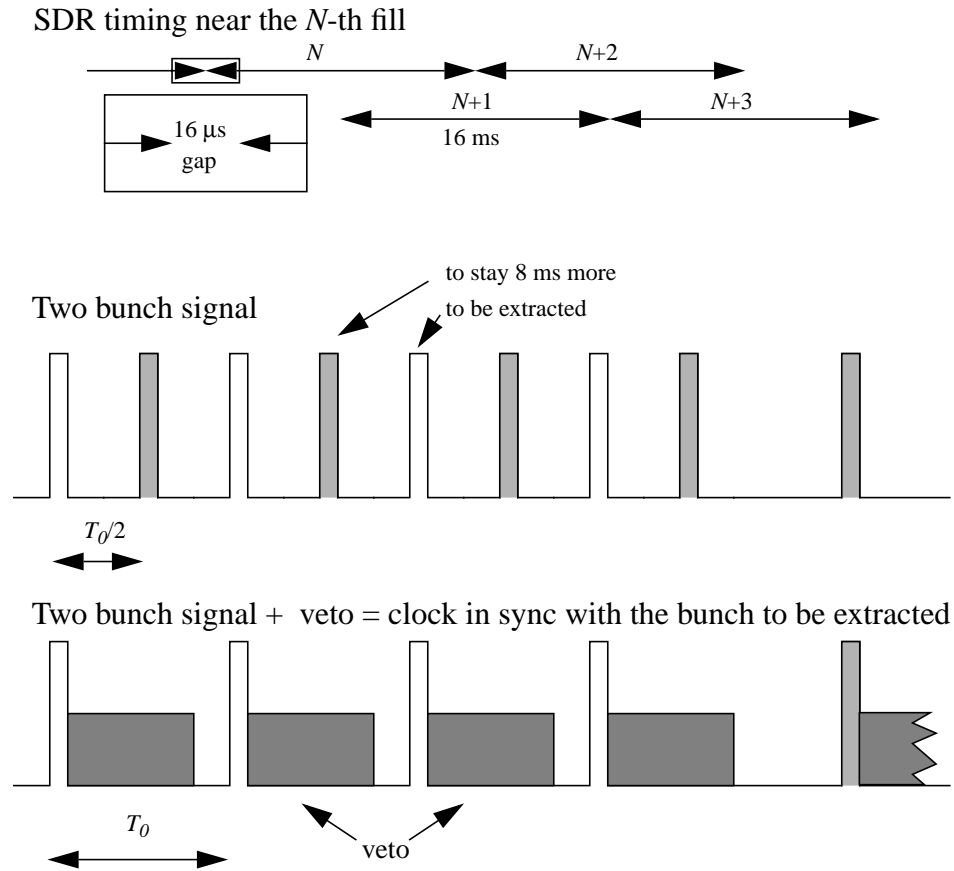 SDR timing near the N-th fill
N
N+2
N+1
N+3
16 ms
16 μs
gap
to stay 8 ms more
to be extracted
Two bunch signal
T0/2
Two bunch signal + veto = clock in sync with the bunch to be extracted
T0
veto